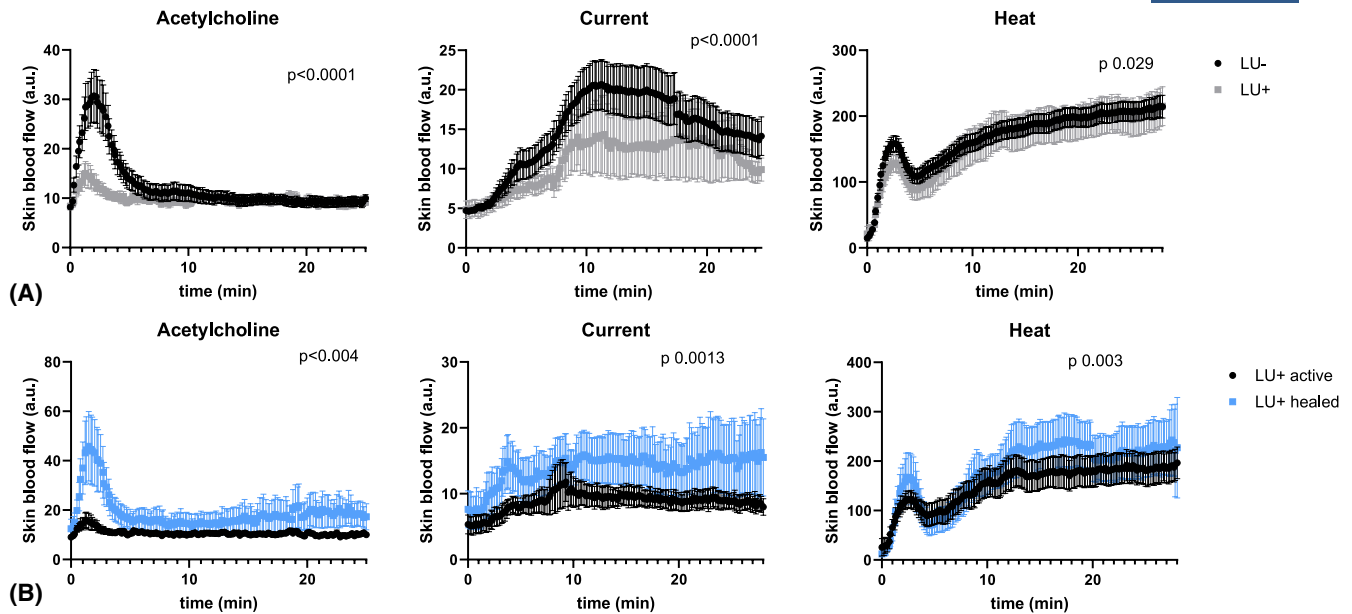 Acetylcholine
Skin blood flow (a.u.)
40
30
20
10
0
0
10
20
time (min)
p<0.0001
Current
Skin blood flow (a.u.)
25
20
15
10
5
0
0
10
20
time (min)
p<0.0001
Heat
Skin blood flow (a.u.)
300
200
100
0
0
10
20
time (min)
p 0.029
LU-
LU+
(A)
Acetylcholine
Skin blood flow (a.u.)
80
60
40
20
0
0
10
20
time (min)
p<0.004
Current
Skin blood flow (a.u.)
30
20
10
0
0
10
20
time (min)
p 0.0013
Heat
Skin blood flow (a.u.)
400
300
200
100
0
0
10
20
time (min)
p 0.003
LU+ active
LU+ healed
(B)